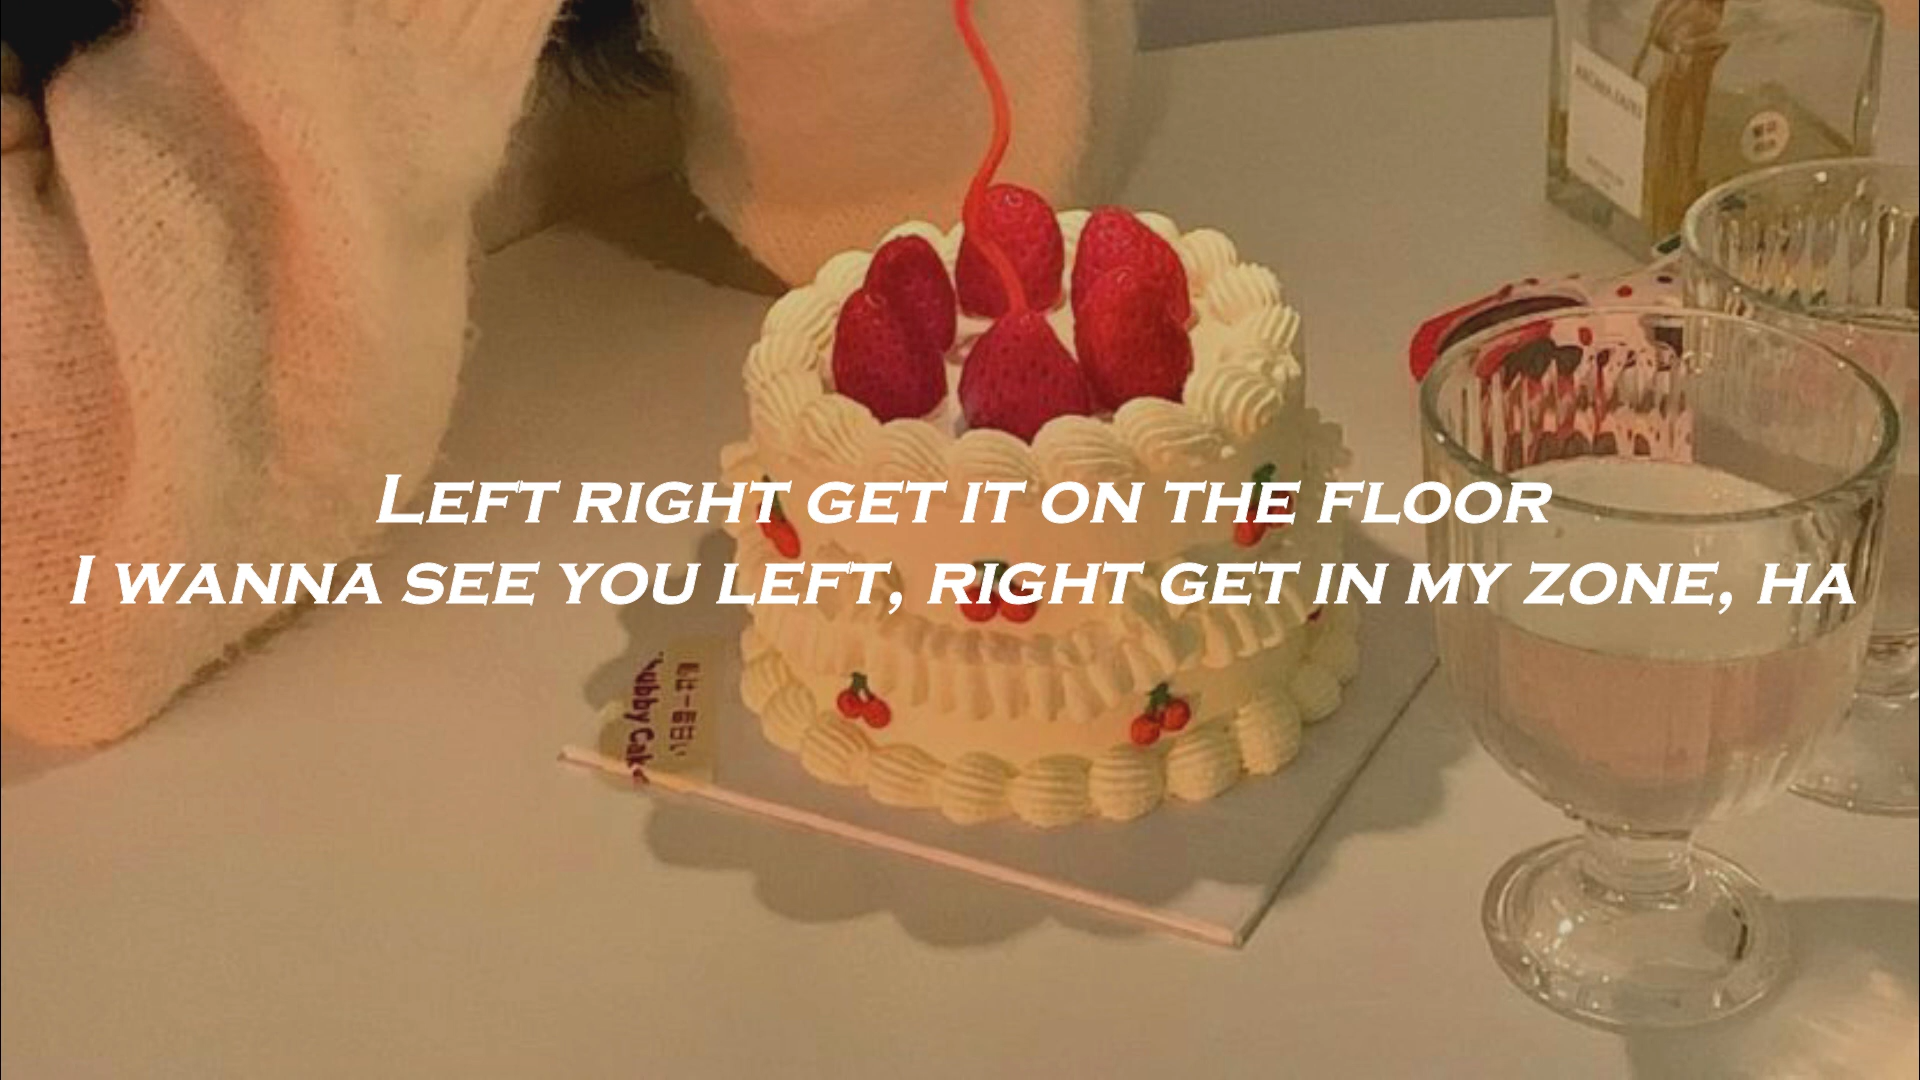 Left right get it on the floor
I wanna see you left, right get in my zone, ha